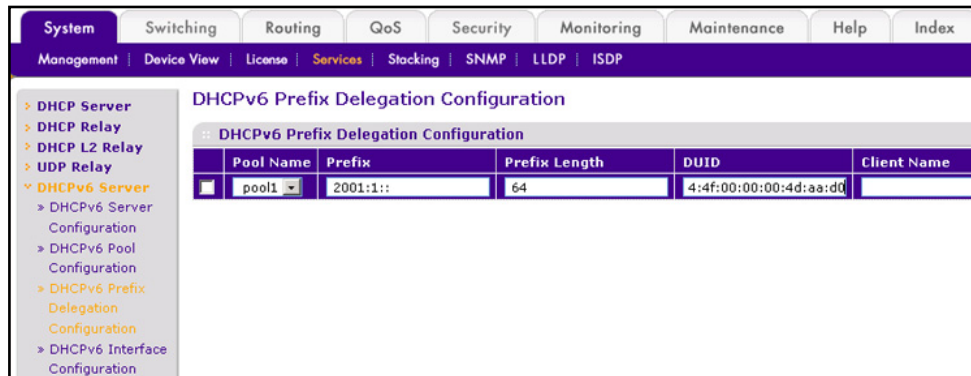 System Switching Routing QoS Security Monitoring Maintenance Help Index
Management Device View License Services Stacking SNMP LLDP ISDP
DHCP Server
DHCP Relay
DHCP L2 Relay
UDP Relay
DHCPv6 Server
» DHCPv6 Server
Configuration
» DHCPv6 Pool
Configuration
» DHCPv6 Prefix
Delegation
Configuration
» DHCPv6 Interface
Configuration
DHCPv6 Prefix Delegation Configuration
DHCPv6 Prefix Delegation Configuration
Pool Name Prefix Prefix Length DUID Client Name
pool1 2001:1:: 64 4:4f:00:00:00:4d:aa:d0